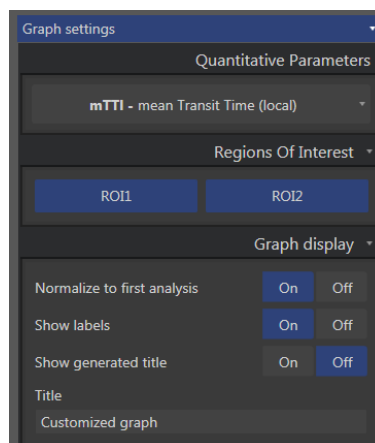 Graph settings
Quantitative Parameters
mTTI - mean Transit Time (local)
Regions Of Interest
ROI1 ROI2
Graph display
Normalize to first analysis On Off
Show labels On Off
Show generated title On Off
Title
Customized graph